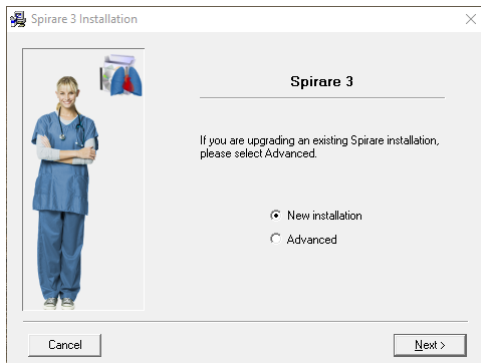 Spirare 3 Installation
Spirare 3
If you are upgrading an existing Spirare installation,
please select Advanced.
New installation
Advanced
Cancel
Next >